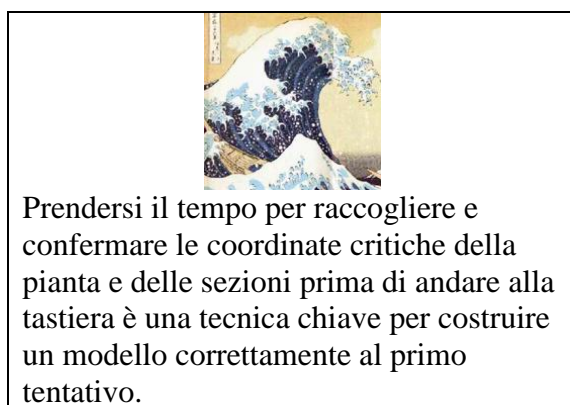 Prendersi il tempo per raccogliere e
confermare le coordinate critiche della
pianta e delle sezioni prima di andare alla
tastiera è una tecnica chiave per costruire
un modello correttamente al primo
tentativo.